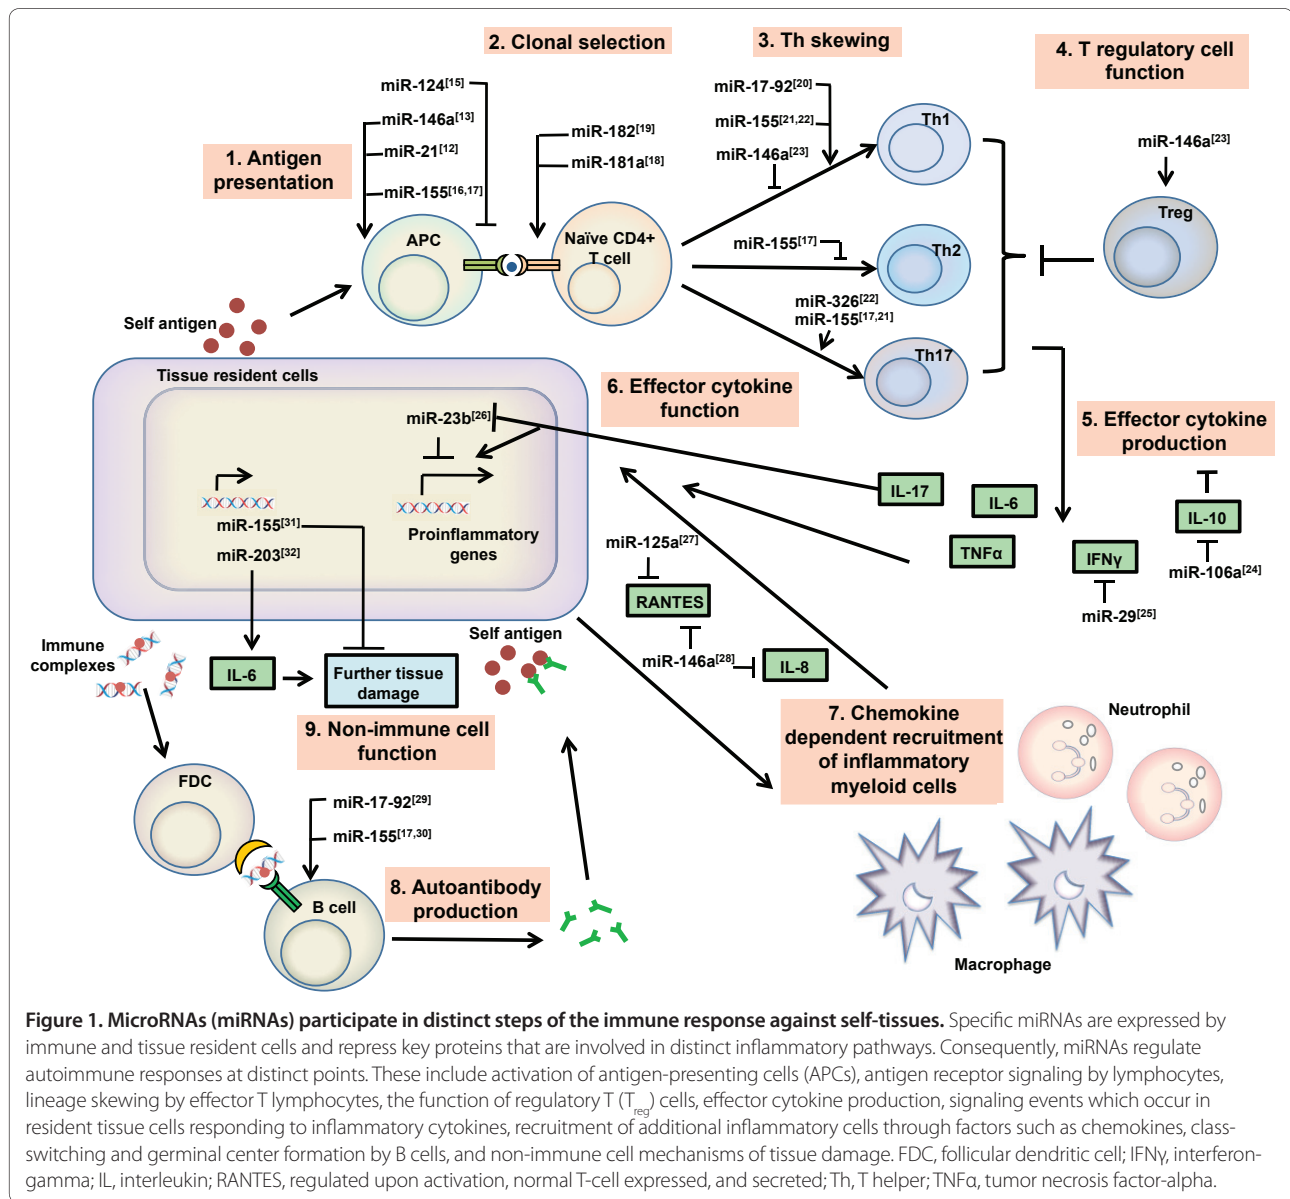 2. Clonal selection
3. Th skewing
4. T regulatory cell
function
miR-124[15]
miR-146a[13]
miR-21[12]
miR-155[16,17]
1. Antigen
presentation
miR-182[19]
miR-181a[18]
miR-17-92[20]
miR-155[21,22]
miR-146a[23]
Th1
miR-146a[23]
Treg
APC
Naïve CD4+
T cell
miR-155[17]
Th2
miR-326[22]
miR-155[17,21]
Th17
Self antigen
Tissue resident cells
6. Effector cytokine
function
5. Effector cytokine
production
miR-23b[26]
Proinflammatory
genes
miR-155[31]
miR-203[32]
IL-17
IL-6
TNFα
IFNγ
IL-10
miR-106a[24]
miR-29[25]
miR-125a[27]
RANTES
miR-146a[28]
IL-8
Immune
complexes
IL-6
Further tissue
damage
Self antigen
9. Non-immune cell
function
7. Chemokine
dependent recruitment
of inflammatory
myeloid cells
Neutrophil
Macrophage
FDC
miR-17-92[29]
miR-155[17,30]
B cell
8. Autoantibody
production
Figure 1. MicroRNAs (miRNAs) participate in distinct steps of the immune response against self-tissues. Specific miRNAs are expressed by
immune and tissue resident cells and repress key proteins that are involved in distinct inflammatory pathways. Consequently, miRNAs regulate
autoimmune responses at distinct points. These include activation of antigen-presenting cells (APCs), antigen receptor signaling by lymphocytes,
lineage skewing by effector T lymphocytes, the function of regulatory T (Treg) cells, effector cytokine production, signaling events which occur in
resident tissue cells responding to inflammatory cytokines, recruitment of additional inflammatory cells through factors such as chemokines, class-
switching and germinal center formation by B cells, and non-immune cell mechanisms of tissue damage. FDC, follicular dendritic cell; IFNγ, interferon-
gamma; IL, interleukin; RANTES, regulated upon activation, normal T-cell expressed, and secreted; Th, T helper; TNFα, tumor necrosis factor-alpha.